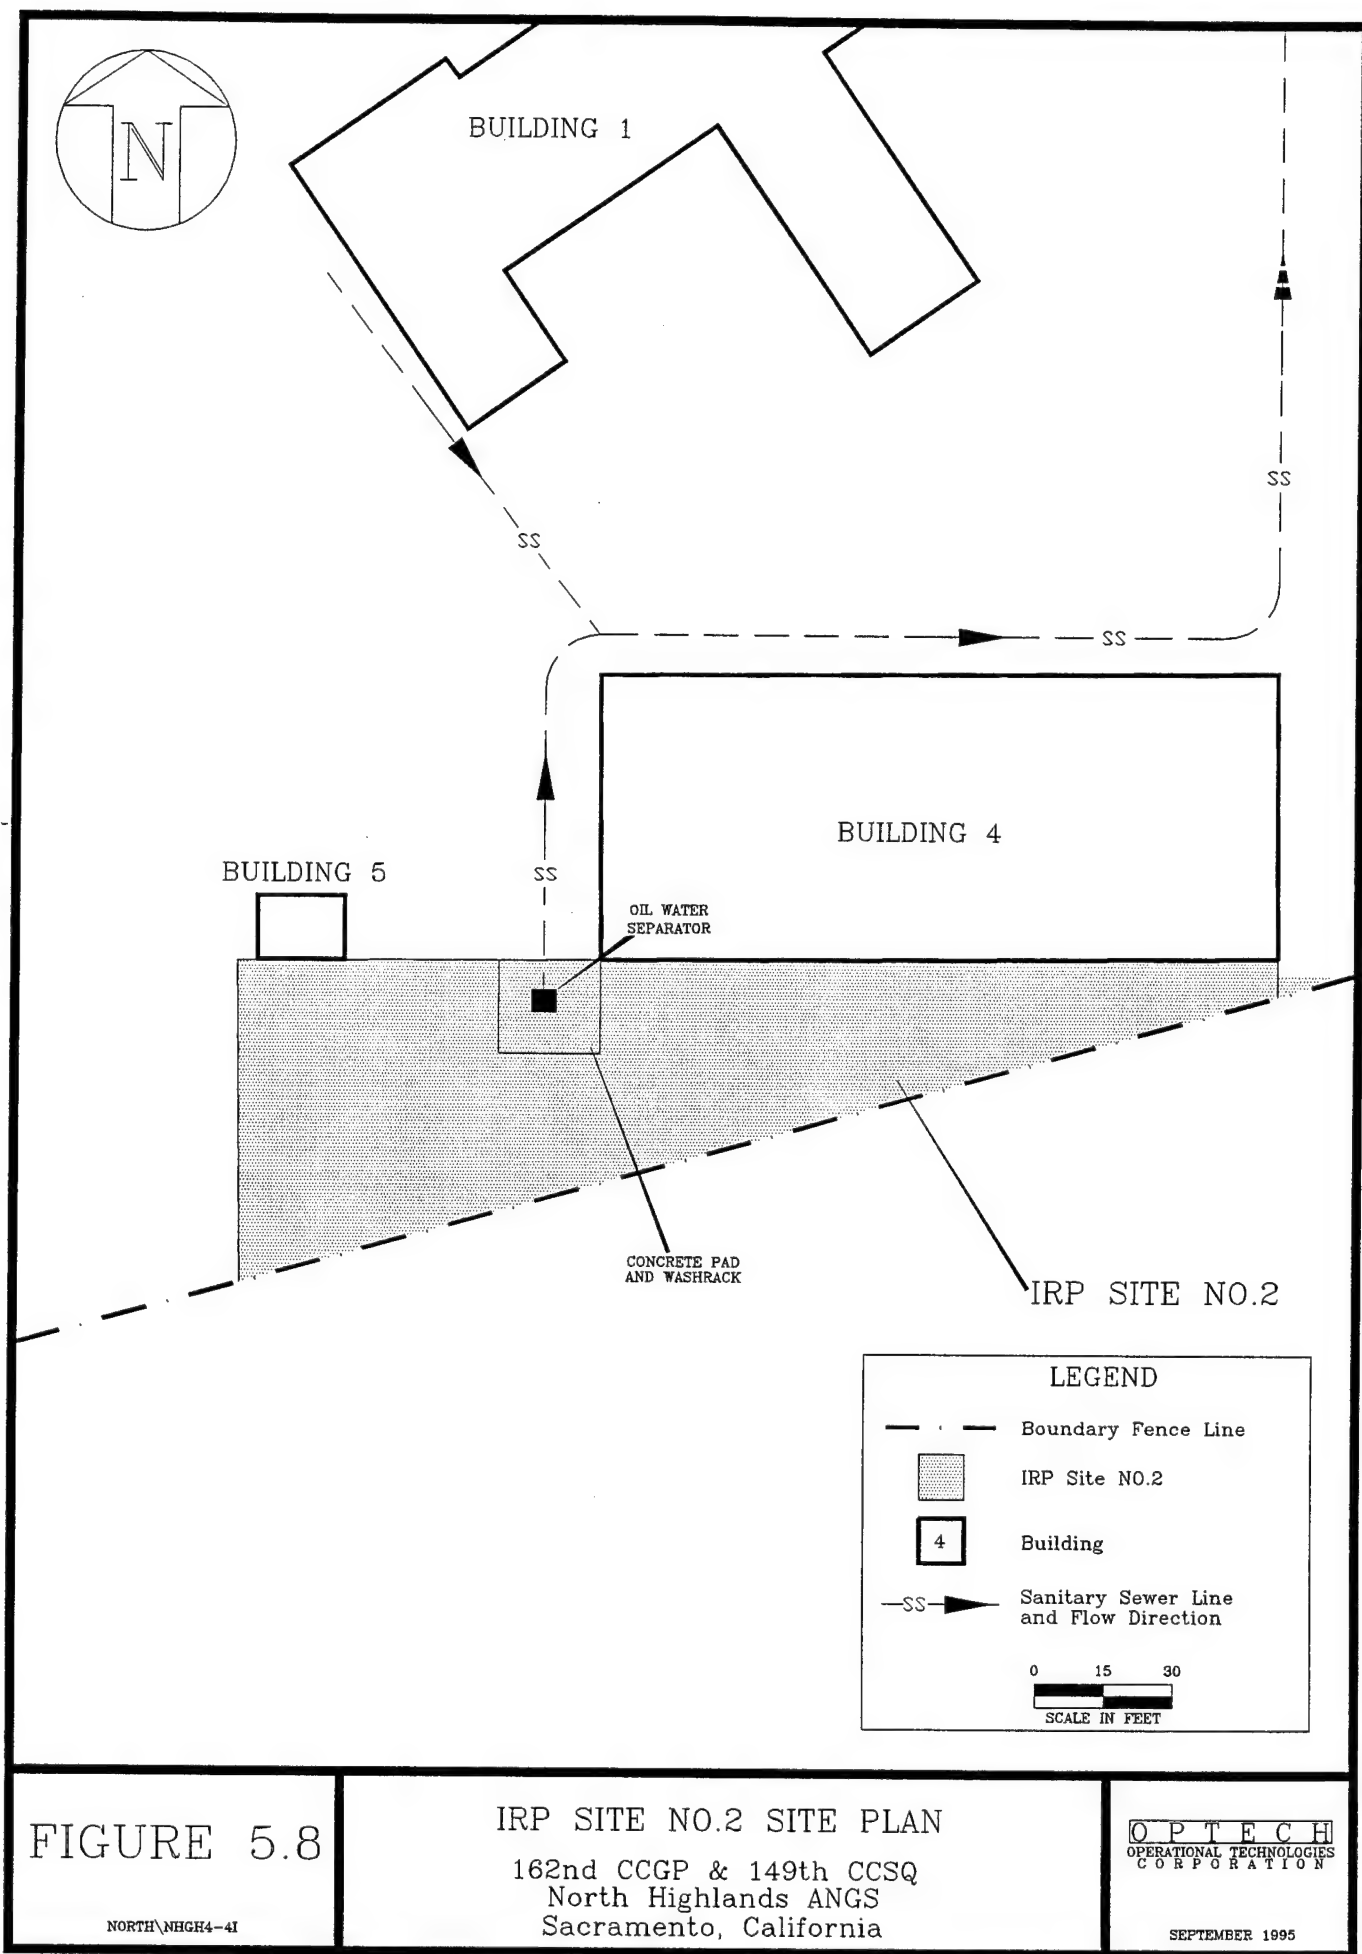 N
BUILDING 1
SS
SS
SS
BUILDING 4
BUILDING 5
SS
OIL WATER
SEPARATOR
CONCRETE PAD
AND WASHRACK
IRP SITE NO.2
LEGEND
Boundary Fence Line
IRP Site NO.2
4
Building
SS
Sanitary Sewer Line
and Flow Direction
0 15 30
SCALE IN FEET
FIGURE 5.8
NORTH\NHGH4-4I
IRP SITE NO.2 SITE PLAN
162nd CCGP & 149th CCSQ
North Highlands ANGS
Sacramento, California
OPTECH
OPERATIONAL TECHNOLOGIES
CORPORATION
SEPTEMBER 1995